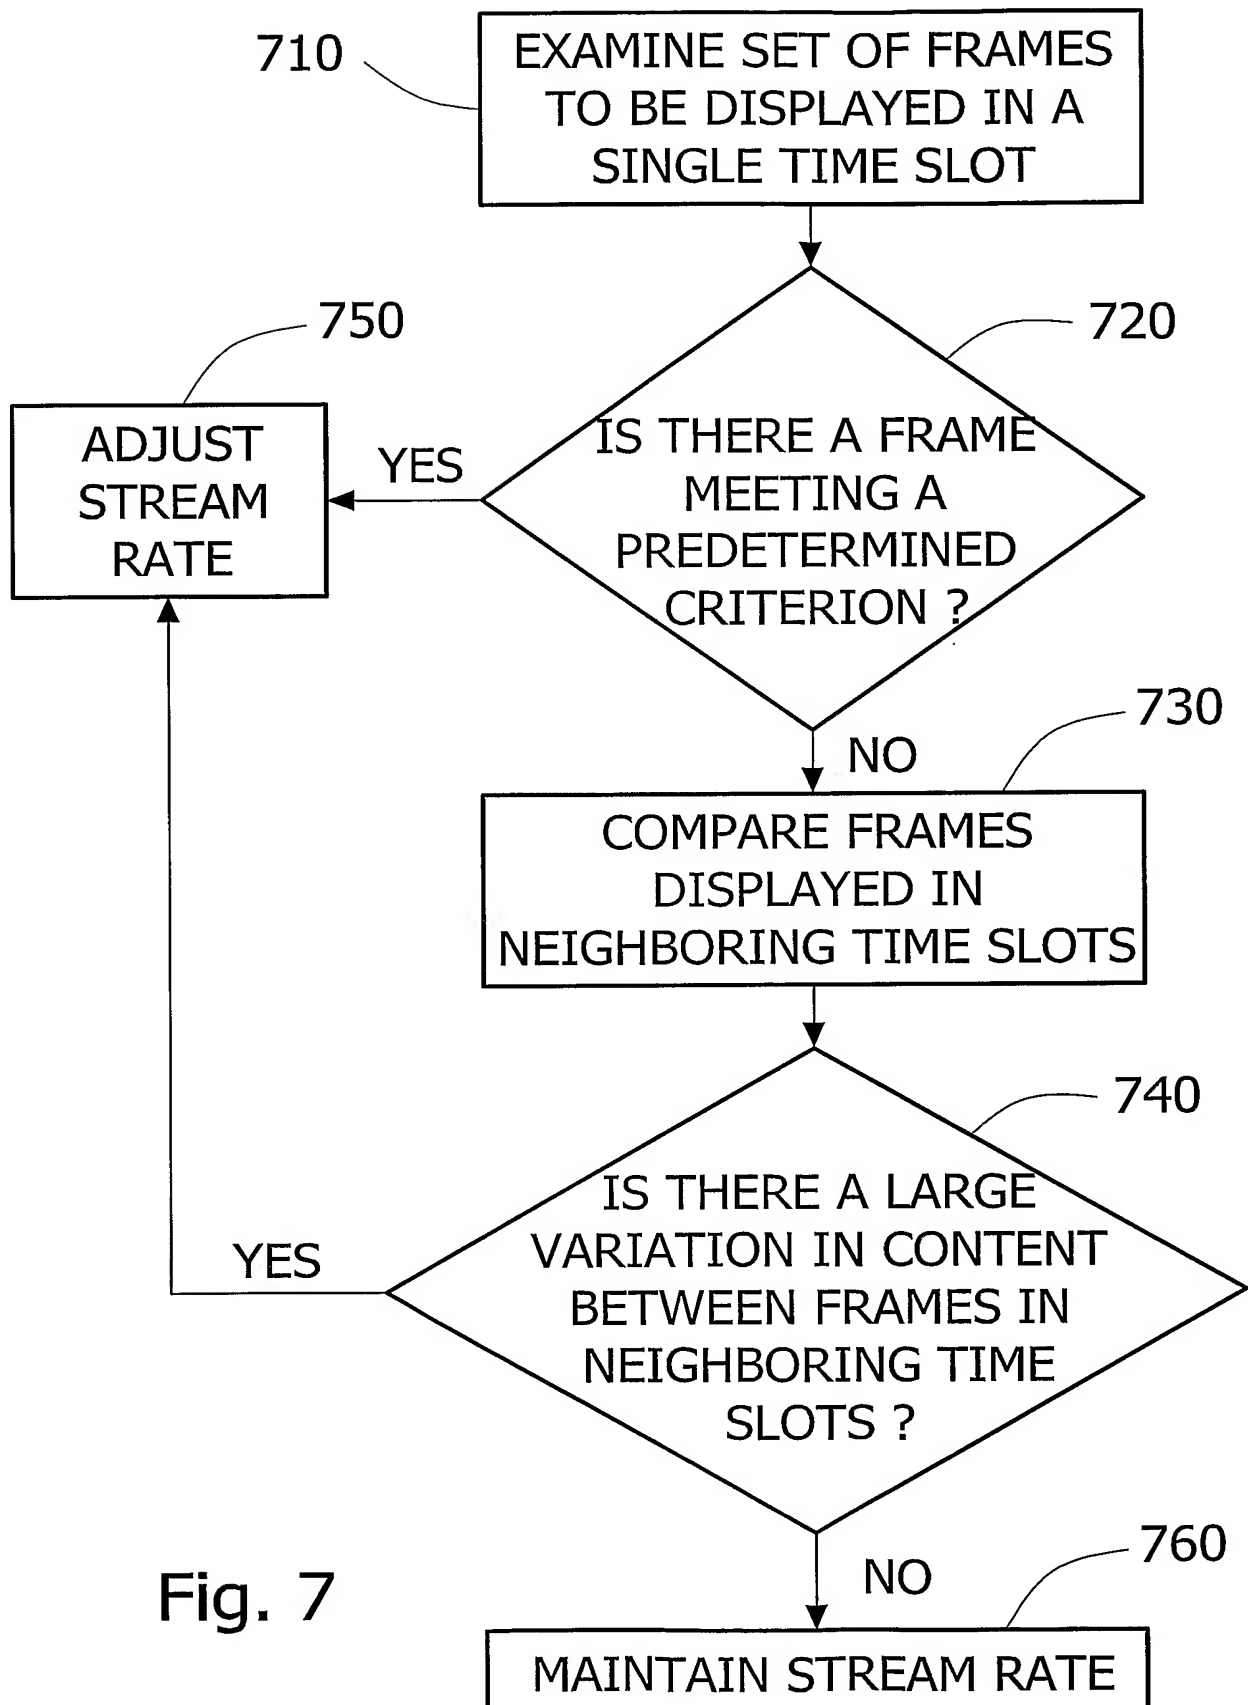 710
EXAMINE SET OF FRAMES
TO BE DISPLAYED IN A
SINGLE TIME SLOT
750
720
ADJUST
STREAM
RATE
YES
IS THERE A FRAME
MEETING A
PREDETERMINED
CRITERION ?
730
NO
COMPARE FRAMES
DISPLAYED IN
NEIGHBORING TIME SLOTS
740
IS THERE A LARGE
VARIATION IN CONTENT
BETWEEN FRAMES IN
NEIGHBORING TIME
SLOTS ?
YES
760
NO
Fig. 7
MAINTAIN STREAM RATE